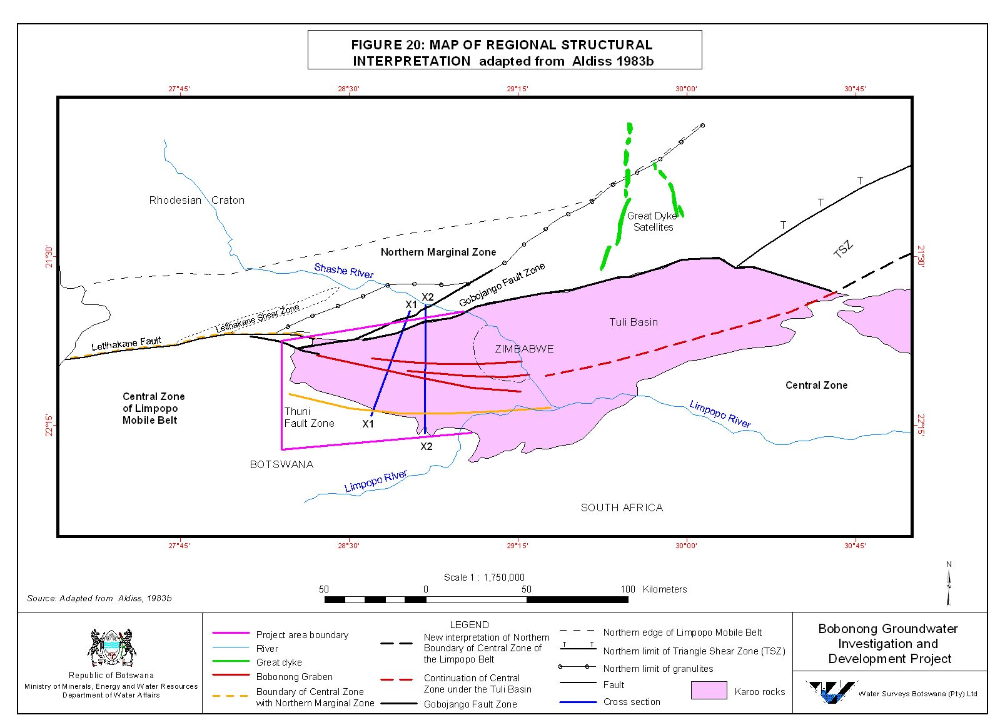 FIGURE 20: MAP OF REGIONAL STRUCTURAL
INTERPRETATION adapted from Aldiss 1983b
27°45'
28°30'
29°15'
30°00'
30°45'
Rhodesian Craton
Great Dyke
Satellites
T
T
T
TSZ
21°30'
21°30'
Northern Marginal Zone
Shashe River
Gobojango Fault Zone
X1
X2
Letlhakane Shear Zone
Letlhakane Fault
Tuli Basin
ZIMBABWE
Central Zone
of Limpopo
Mobile Belt
Central Zone
Thuni
Fault Zone
Limpopo River
22°15'
22°15'
X1
X2
BOTSWANA
Limpopo River
SOUTH AFRICA
27°45'
28°30'
29°15'
30°00'
30°45'
N
Scale 1 : 1,750,000
50 0 50 100 Kilometers
Source: Adapted from Aldiss, 1983b
Republic of Botswana
Ministry of Minerals, Energy and Water Resources
Department of Water Affairs
LEGEND
Project area boundary
River
Great dyke
Bobonong Graben
Boundary of Central Zone
with Northern Marginal Zone
New interpretation of Northern
Boundary of Central Zone of
the Limpopo Belt
Continuation of Central
Zone under the Tuli Basin
Gobojango Fault Zone
Northern edge of Limpopo Mobile Belt
T T
Northern limit of Triangle Shear Zone (TSZ)
Northern limit of granulites
Fault
Karoo rocks
Cross section
Bobonong Groundwater
Investigation and
Development Project
Water Surveys Botswana (Pty) Ltd